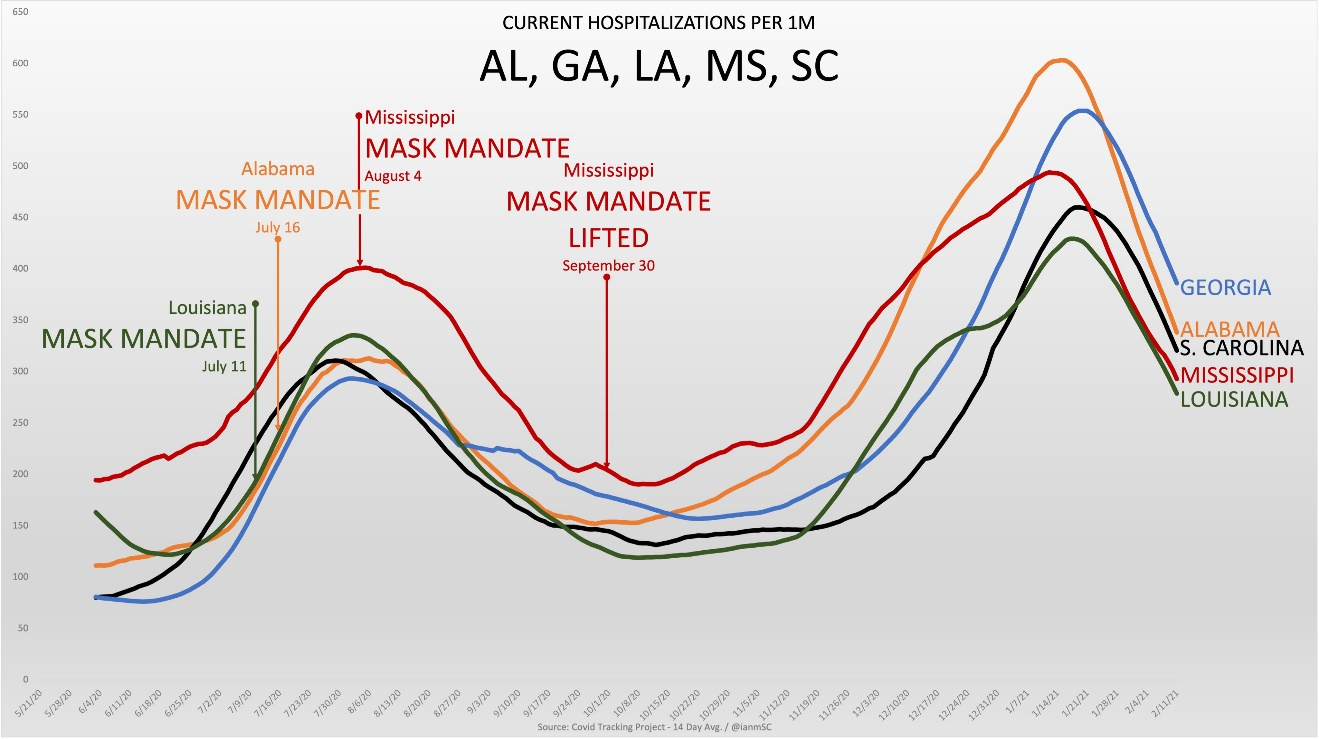 CURRENT HOSPITALIZATIONS PER 1M
AL, GA, LA, MS, SC
650
600
550
500
450
400
350
300
250
200
150
100
50
0
Mississippi
MASK MANDATE
August 4
Alabama
MASK MANDATE
July 16
Mississippi
MASK MANDATE
LIFTED
September 30
Louisiana
MASK MANDATE
July 11
GEORGIA
ALABAMA
S. CAROLINA
MISSISSIPPI
LOUISIANA
5/21/20
5/28/20
6/4/20
6/11/20
6/18/20
6/25/20
7/2/20
7/9/20
7/16/20
7/23/20
7/30/20
8/6/20
8/13/20
8/20/20
8/27/20
9/3/20
9/10/20
9/17/20
9/24/20
10/1/20
10/8/20
10/15/20
10/22/20
10/29/20
11/5/20
11/12/20
11/19/20
11/26/20
12/3/20
12/10/20
12/17/20
12/24/20
12/31/20
1/7/21
1/14/21
1/21/21
1/28/21
2/4/21
2/11/21
Source: Covid Tracking Project - 14 Day Avg. / @ianmSC